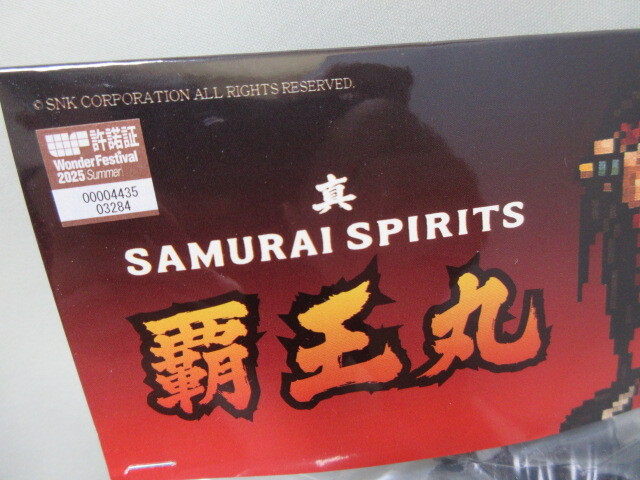 © SNK CORPORATION ALL RIGHTS RESERVED.
WF 許諾証
Wonder Festival
2025 Summer
00004435
03284
真
SAMURAI SPIRITS
覇王丸